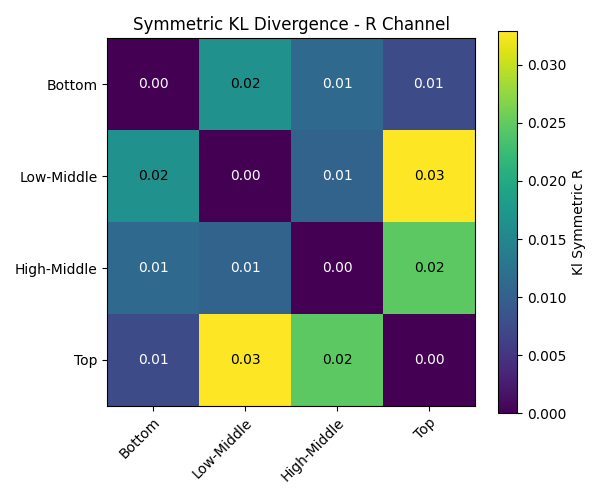 Symmetric KL Divergence - R Channel
Bottom 0.00 0.02 0.01 0.01
Low-Middle 0.02 0.00 0.01 0.03
High-Middle 0.01 0.01 0.00 0.02
Top 0.01 0.03 0.02 0.00
Bottom Low-Middle High-Middle Top
0.030
0.025
0.020
0.015
0.010
0.005
0.000
Kl Symmetric R